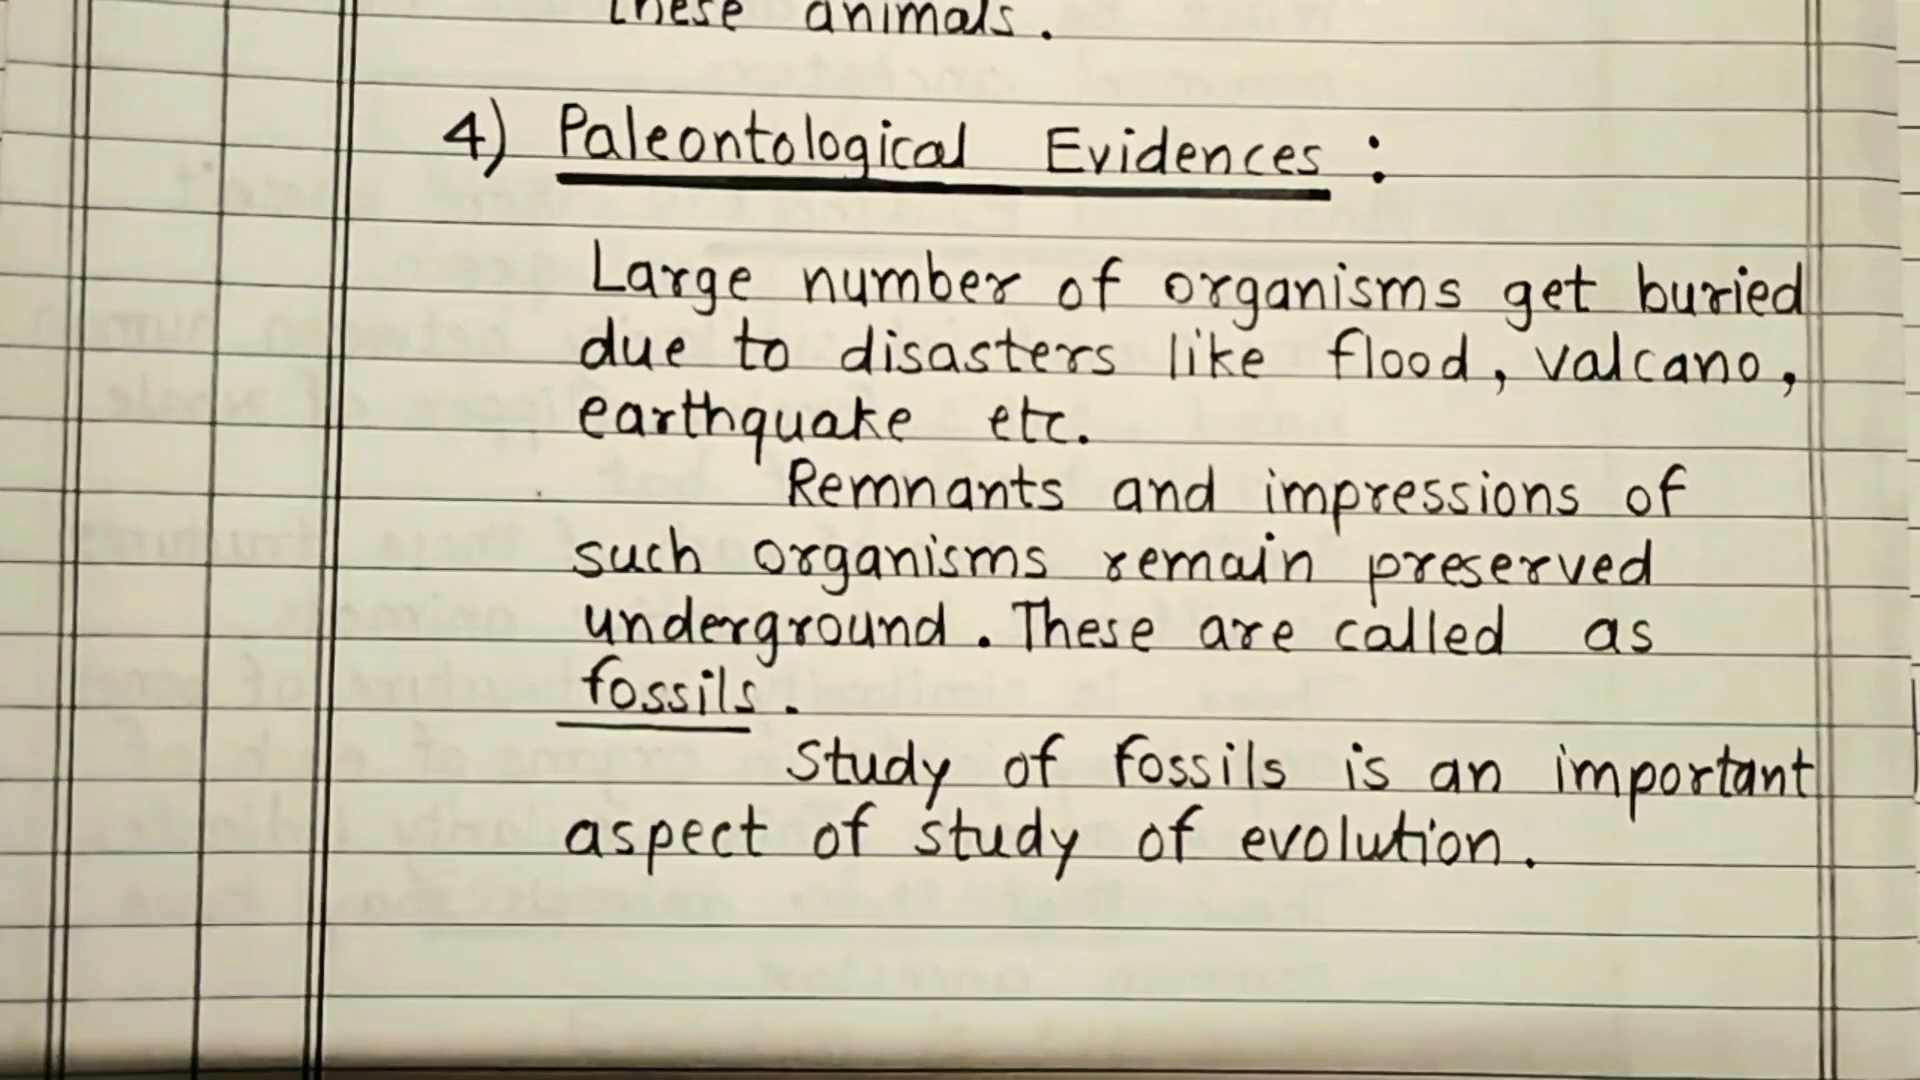 these animals.
4) Paleontological Evidences :
Large number of organisms get buried
due to disasters like flood, valcano,
earthquake etc.
Remnants and impressions of
such organisms remain preserved
underground. These are called as
fossils.
Study of fossils is an important
aspect of study of evolution.